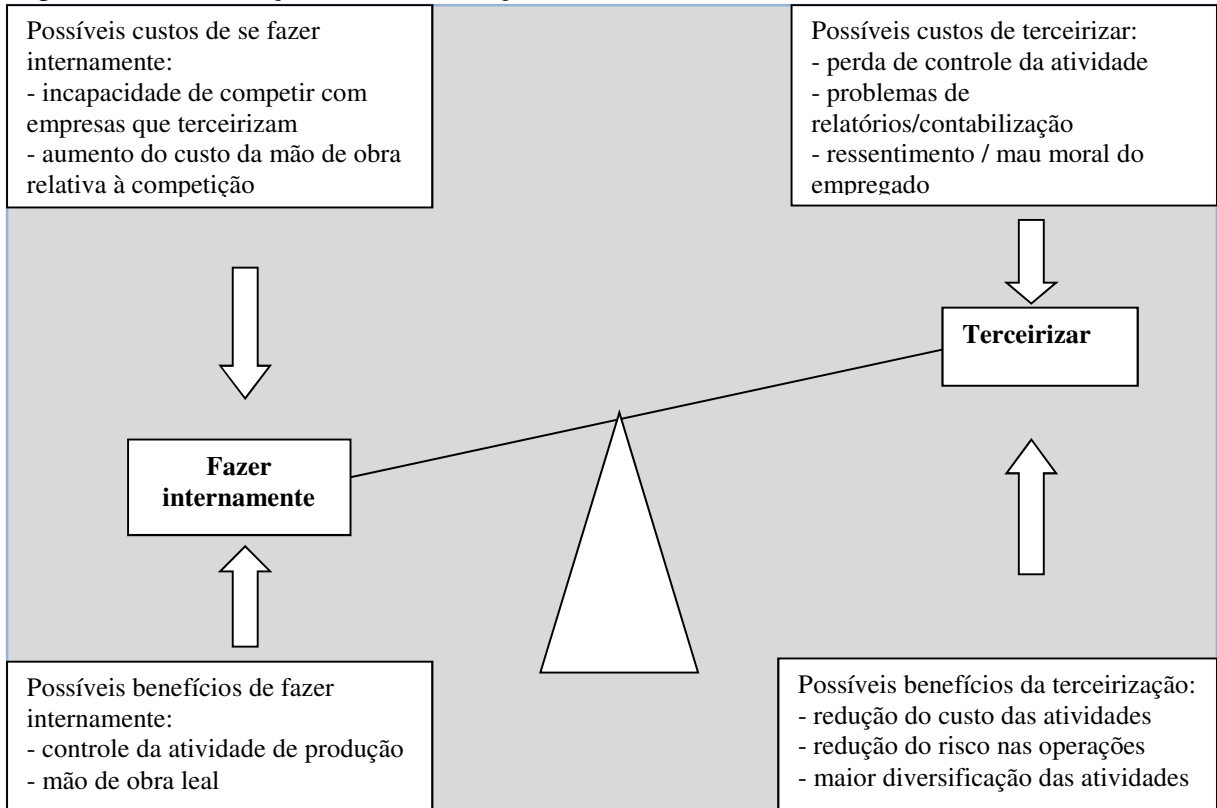 Possíveis custos de se fazer
internamente:
- incapacidade de competir com
empresas que terceirizam
- aumento do custo da mão de obra
relativa à competição
Possíveis custos de terceirizar:
- perda de controle da atividade
- problemas de
relatórios/contabilização
- ressentimento / mau moral do
empregado
Terceirizar
Fazer
internamente
Possíveis benefícios de fazer
internamente:
- controle da atividade de produção
- mão de obra leal
Possíveis benefícios da terceirização:
- redução do custo das atividades
- redução do risco nas operações
- maior diversificação das atividades